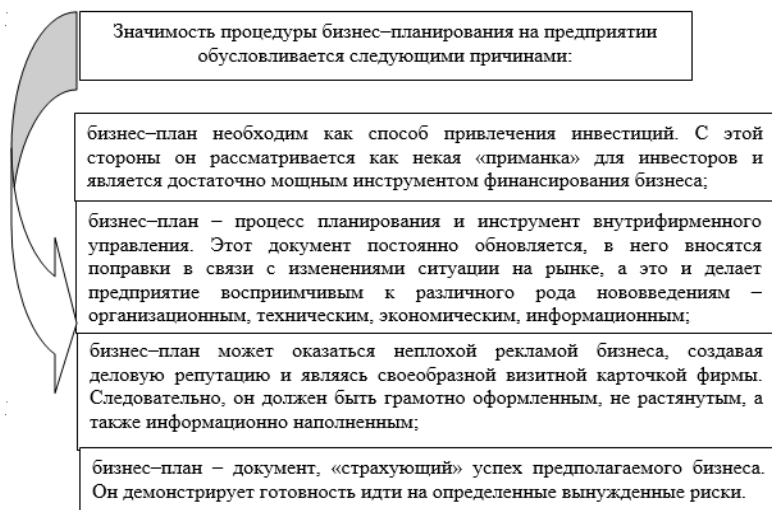 Значимость процедуры бизнес–планирования на предприятии
обусловливается следующими причинами:
бизнес–план необходим как способ привлечения инвестиций. С этой
стороны он рассматривается как некая «приманка» для инвесторов и
является достаточно мощным инструментом финансирования бизнеса;
бизнес–план – процесс планирования и инструмент внутрифирменного
управления. Этот документ постоянно обновляется, в него вносятся
поправки в связи с изменениями ситуации на рынке, а это и делает
предприятие восприимчивым к различного рода нововведениям –
организационным, техническим, экономическим, информационным;
бизнес–план может оказаться неплохой рекламой бизнеса, создавая
деловую репутацию и являясь своеобразной визитной карточкой фирмы.
Следовательно, он должен быть грамотно оформленным, не растянутым, а
также информационно наполненным;
бизнес–план – документ, «страхующий» успех предполагаемого бизнеса.
Он демонстрирует готовность идти на определенные вынужденные риски.